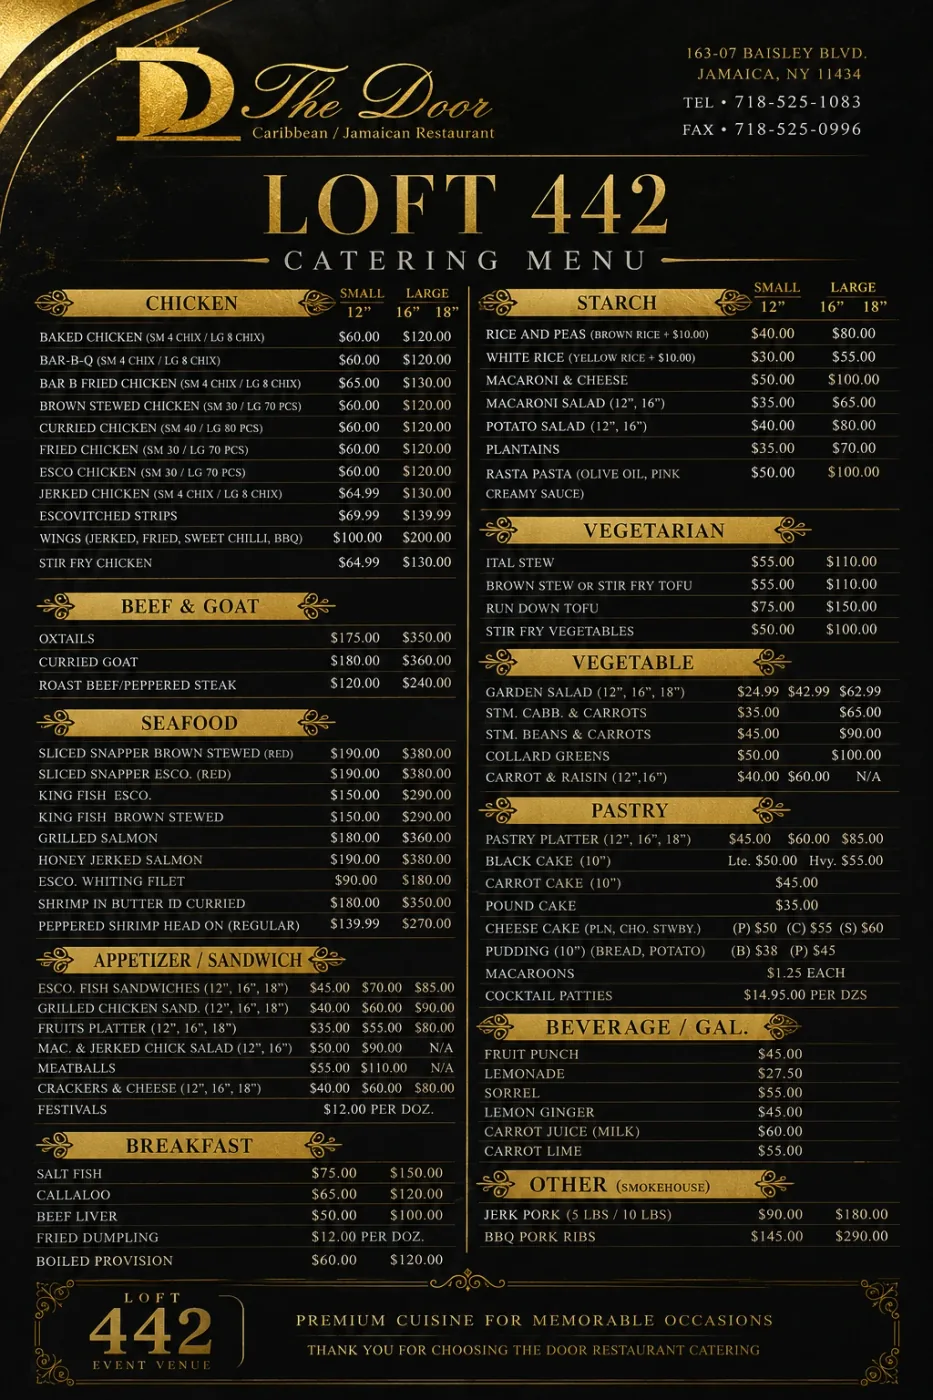 D The Door
Caribbean / Jamaican Restaurant
163-07 BAISLEY BLVD.
JAMAICA, NY 11434
TEL • 718-525-1083
FAX • 718-525-0996
LOFT 442
CATERING MENU
CHICKEN SMALL LARGE
12” 16” 18”
BAKED CHICKEN (SM 4 CHIX / LG 8 CHIX) $60.00 $120.00
BAR-B-Q (SM 4 CHIX / LG 8 CHIX) $60.00 $120.00
BAR B FRIED CHICKEN (SM 4 CHIX / LG 8 CHIX) $65.00 $130.00
BROWN STEWED CHICKEN (SM 30 / LG 70 PCS) $60.00 $120.00
CURRIED CHICKEN (SM 40 / LG 80 PCS) $60.00 $120.00
FRIED CHICKEN (SM 30 / LG 70 PCS) $60.00 $120.00
ESCO CHICKEN (SM 30 / LG 70 PCS) $60.00 $120.00
JERKED CHICKEN (SM 4 CHIX / LG 8 CHIX) $64.99 $130.00
ESCOVITCHED STRIPS $69.99 $139.99
WINGS (JERKED, FRIED, SWEET CHILLI, BBQ) $100.00 $200.00
STIR FRY CHICKEN $64.99 $130.00
BEEF & GOAT
OXTAILS $175.00 $350.00
CURRIED GOAT $180.00 $360.00
ROAST BEEF/PEPPERED STEAK $120.00 $240.00
SEAFOOD
SLICED SNAPPER BROWN STEWED (RED) $190.00 $380.00
SLICED SNAPPER ESCO. (RED) $190.00 $380.00
KING FISH ESCO. $150.00 $290.00
KING FISH BROWN STEWED $150.00 $290.00
GRILLED SALMON $180.00 $360.00
HONEY JERKED SALMON $190.00 $380.00
ESCO. WHITING FILET $90.00 $180.00
SHRIMP IN BUTTER ID CURRIED $180.00 $350.00
PEPPERED SHRIMP HEAD ON (REGULAR) $139.99 $270.00
APPETIZER / SANDWICH
ESCO. FISH SANDWICHES (12”, 16”, 18”) $45.00 $70.00 $85.00
GRILLED CHICKEN SAND. (12”, 16”, 18”) $40.00 $60.00 $90.00
FRUITS PLATTER (12”, 16”, 18”) $35.00 $55.00 $80.00
MAC. & JERKED CHICK SALAD (12”, 16”) $50.00 $90.00 N/A
MEATBALLS $55.00 $110.00 N/A
CRACKERS & CHEESE (12”, 16”, 18”) $40.00 $60.00 $80.00
FESTIVALS $12.00 PER DOZ.
BREAKFAST
SALT FISH $75.00 $150.00
CALLALOO $65.00 $120.00
BEEF LIVER $50.00 $100.00
FRIED DUMPLING $12.00 PER DOZ.
BOILED PROVISION $60.00 $120.00
STARCH SMALL LARGE
12” 16” 18”
RICE AND PEAS (BROWN RICE + $10.00) $40.00 $80.00
WHITE RICE (YELLOW RICE + $10.00) $30.00 $55.00
MACARONI & CHEESE $50.00 $100.00
MACARONI SALAD (12”, 16”) $35.00 $65.00
POTATO SALAD (12”, 16”) $40.00 $80.00
PLANTAINS $35.00 $70.00
RASTA PASTA (OLIVE OIL, PINK $50.00 $100.00
CREAMY SAUCE)
VEGETARIAN
ITAL STEW $55.00 $110.00
BROWN STEW OR STIR FRY TOFU $55.00 $110.00
RUN DOWN TOFU $75.00 $150.00
STIR FRY VEGETABLES $50.00 $100.00
VEGETABLE
GARDEN SALAD (12”, 16”, 18”) $24.99 $42.99 $62.99
STM. CABB. & CARROTS $35.00 $65.00
STM. BEANS & CARROTS $45.00 $90.00
COLLARD GREENS $50.00 $100.00
CARROT & RAISIN (12”,16”) $40.00 $60.00 N/A
PASTRY
PASTRY PLATTER (12”, 16”, 18”) $45.00 $60.00 $85.00
BLACK CAKE (10”) Lte. $50.00 Hvy. $55.00
CARROT CAKE (10”) $45.00
POUND CAKE $35.00
CHEESE CAKE (PLN, CHO. STWBY.) (P) $50 (C) $55 (S) $60
PUDDING (10”) (BREAD, POTATO) (B) $38 (P) $45
MACAROONS $1.25 EACH
COCKTAIL PATTIES $14.95.00 PER DZS
BEVERAGE / GAL.
FRUIT PUNCH $45.00
LEMONADE $27.50
SORREL $55.00
LEMON GINGER $45.00
CARROT JUICE (MILK) $60.00
CARROT LIME $55.00
OTHER (SMOKEHOUSE)
JERK PORK (5 LBS / 10 LBS) $90.00 $180.00
BBQ PORK RIBS $145.00 $290.00
LOFT
442
EVENT VENUE
PREMIUM CUISINE FOR MEMORABLE OCCASIONS
THANK YOU FOR CHOOSING THE DOOR RESTAURANT CATERING